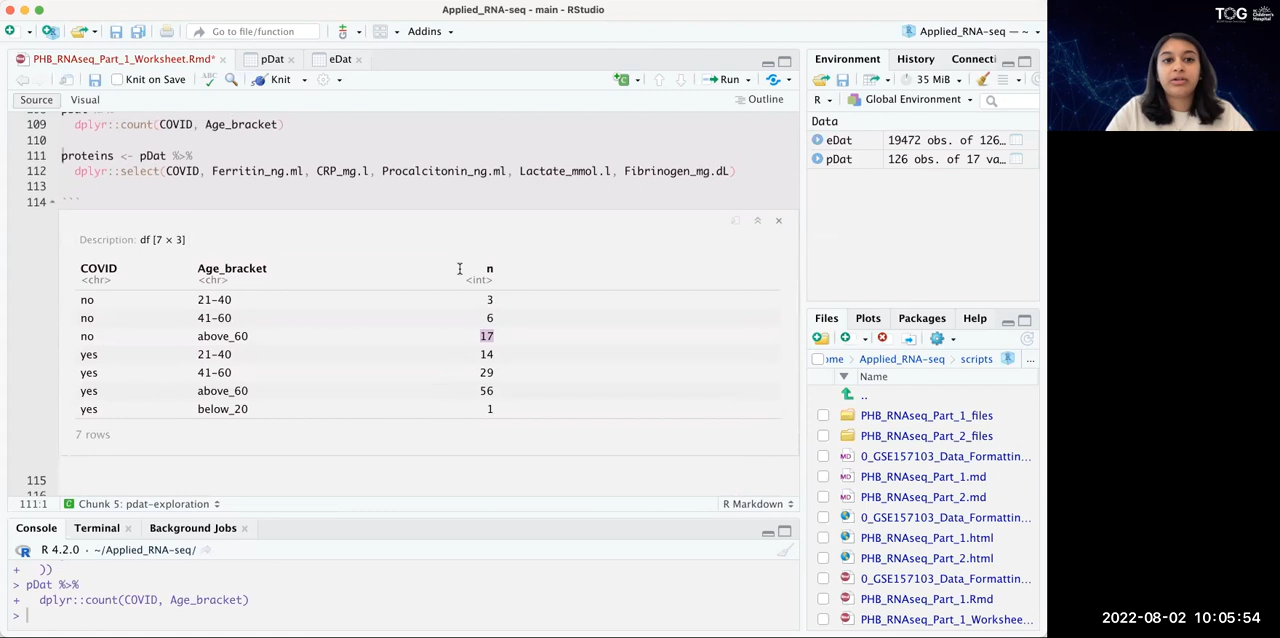 Applied_RNA-seq - main - RStudio
Go to file/function
Addins
Applied_RNA-seq — ~
PHB_RNAseq_Part_1_Worksheet.Rmd*
pDat
eDat
Knit on Save
ABC
Knit
Run
Source
Visual
Outline
109 dplyr::count(COVID, Age_bracket)
110
111 proteins <- pDat %>%
112 dplyr::select(COVID, Ferritin_ng.ml, CRP_mg.l, Procalcitonin_ng.ml, Lactate_mmol.l, Fibrinogen_mg.dL)
113
114 ```
Description: df [7 × 3]
COVID Age_bracket n
<chr> <chr> <int>
no 21-40 3
no 41-60 6
no above_60 17
yes 21-40 14
yes 41-60 29
yes above_60 56
yes below_20 1
7 rows
115
111:1 Chunk 5: pdat-exploration R Markdown
Console Terminal Background Jobs
R 4.2.0 · ~/Applied_RNA-seq/
+ ))
> pDat %>%
+ dplyr::count(COVID, Age_bracket)
>
Environment History Connecti
35 MiB
R Global Environment
Data
eDat 19472 obs. of 126…
pDat 126 obs. of 17 va…
Files Plots Packages Help
ome Applied_RNA-seq scripts ...
Name
..
PHB_RNAseq_Part_1_files
PHB_RNAseq_Part_2_files
MD 0_GSE157103_Data_Formattin...
MD PHB_RNAseq_Part_1.md
MD PHB_RNAseq_Part_2.md
0_GSE157103_Data_Formattin...
PHB_RNAseq_Part_1.html
PHB_RNAseq_Part_2.html
0_GSE157103_Data_Formattin...
PHB_RNAseq_Part_1.Rmd
PHB_RNAseq_Part_1_Workshee...
TOG
2022-08-02 10:05:54